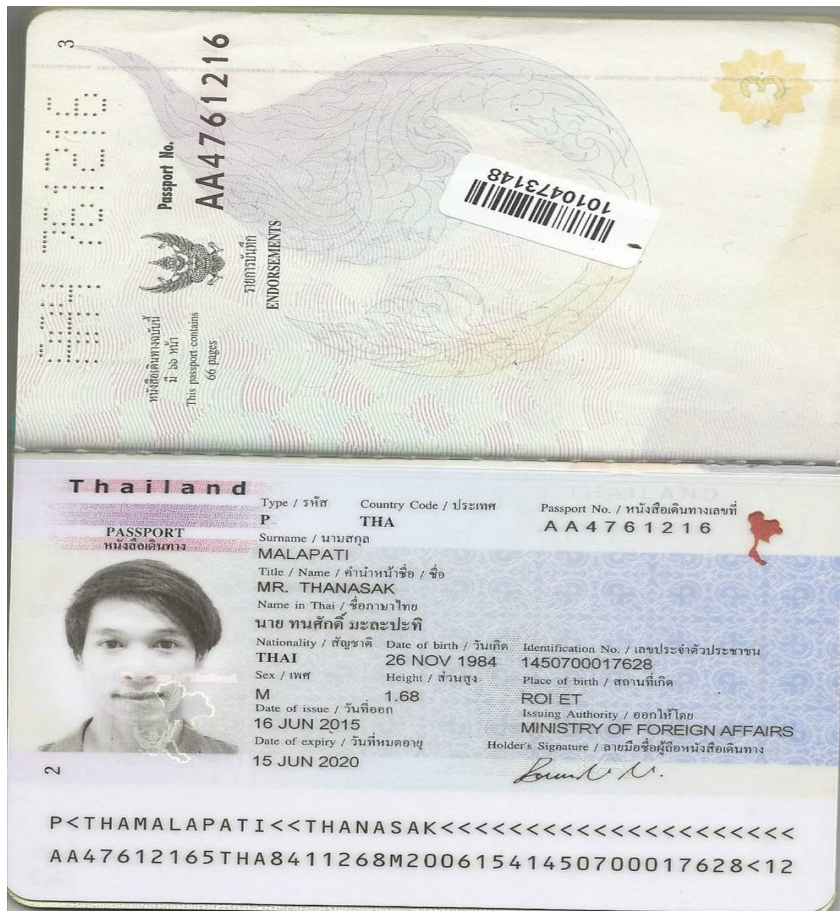 3
Passport No.
AA4761216
หนังสือเดินทางฉบับนี้
มี ๖๖ หน้า
This passport contains
66 pages
รายการบันทึก
ENDORSEMENTS
1010473148
3
THAILAND
Thailand
PASSPORT
หนังสือเดินทาง
Type / รหัส Country Code / ประเทศ Passport No. / หนังสือเดินทางเลขที่
P THA AA4761216
Surname / นามสกุล
MALAPATI
Title / Name / คำนำหน้าชื่อ / ชื่อ
MR. THANASAK
Name in Thai / ชื่อภาษาไทย
นาย ทนศักดิ์ มะละปะทิ
Nationality / สัญชาติ Date of birth / วันเกิด Identification No. / เลขประจำตัวประชาชน
THAI 26 NOV 1984 1450700017628
Sex / เพศ Height / ส่วนสูง Place of birth / สถานที่เกิด
M 1.68 ROI ET
Date of issue / วันที่ออก Issuing Authority / ออกให้โดย
16 JUN 2015 MINISTRY OF FOREIGN AFFAIRS
Date of expiry / วันที่หมดอายุ Holder's Signature / ลายมือชื่อผู้ถือหนังสือเดินทาง
15 JUN 2020
2
P<THAMALAPATI<<THANASAK<<<<<<<<<<<<<<<<<<<<<
AA47612165THA8411268M20061541450700017628<12